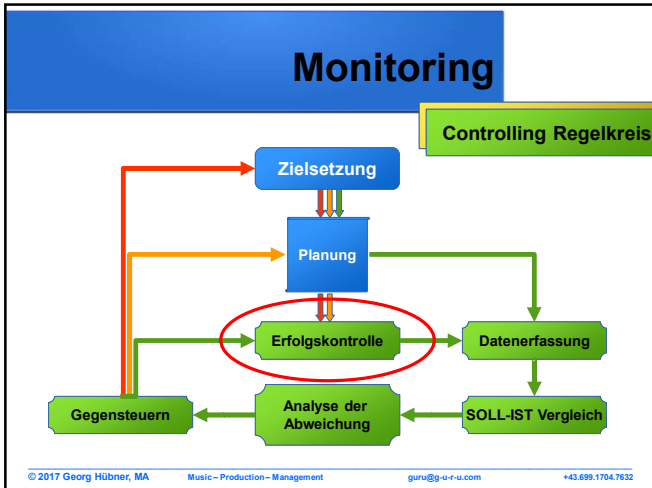 Monitoring
Controlling Regelkreis
Zielsetzung
Planung
Erfolgskontrolle
Datenerfassung
Gegensteuern
Analyse der
Abweichung
SOLL-IST Vergleich
© 2017 Georg Hübner, MA Music – Production – Management guru@g-u-r-u.com +43.699.1704.7632